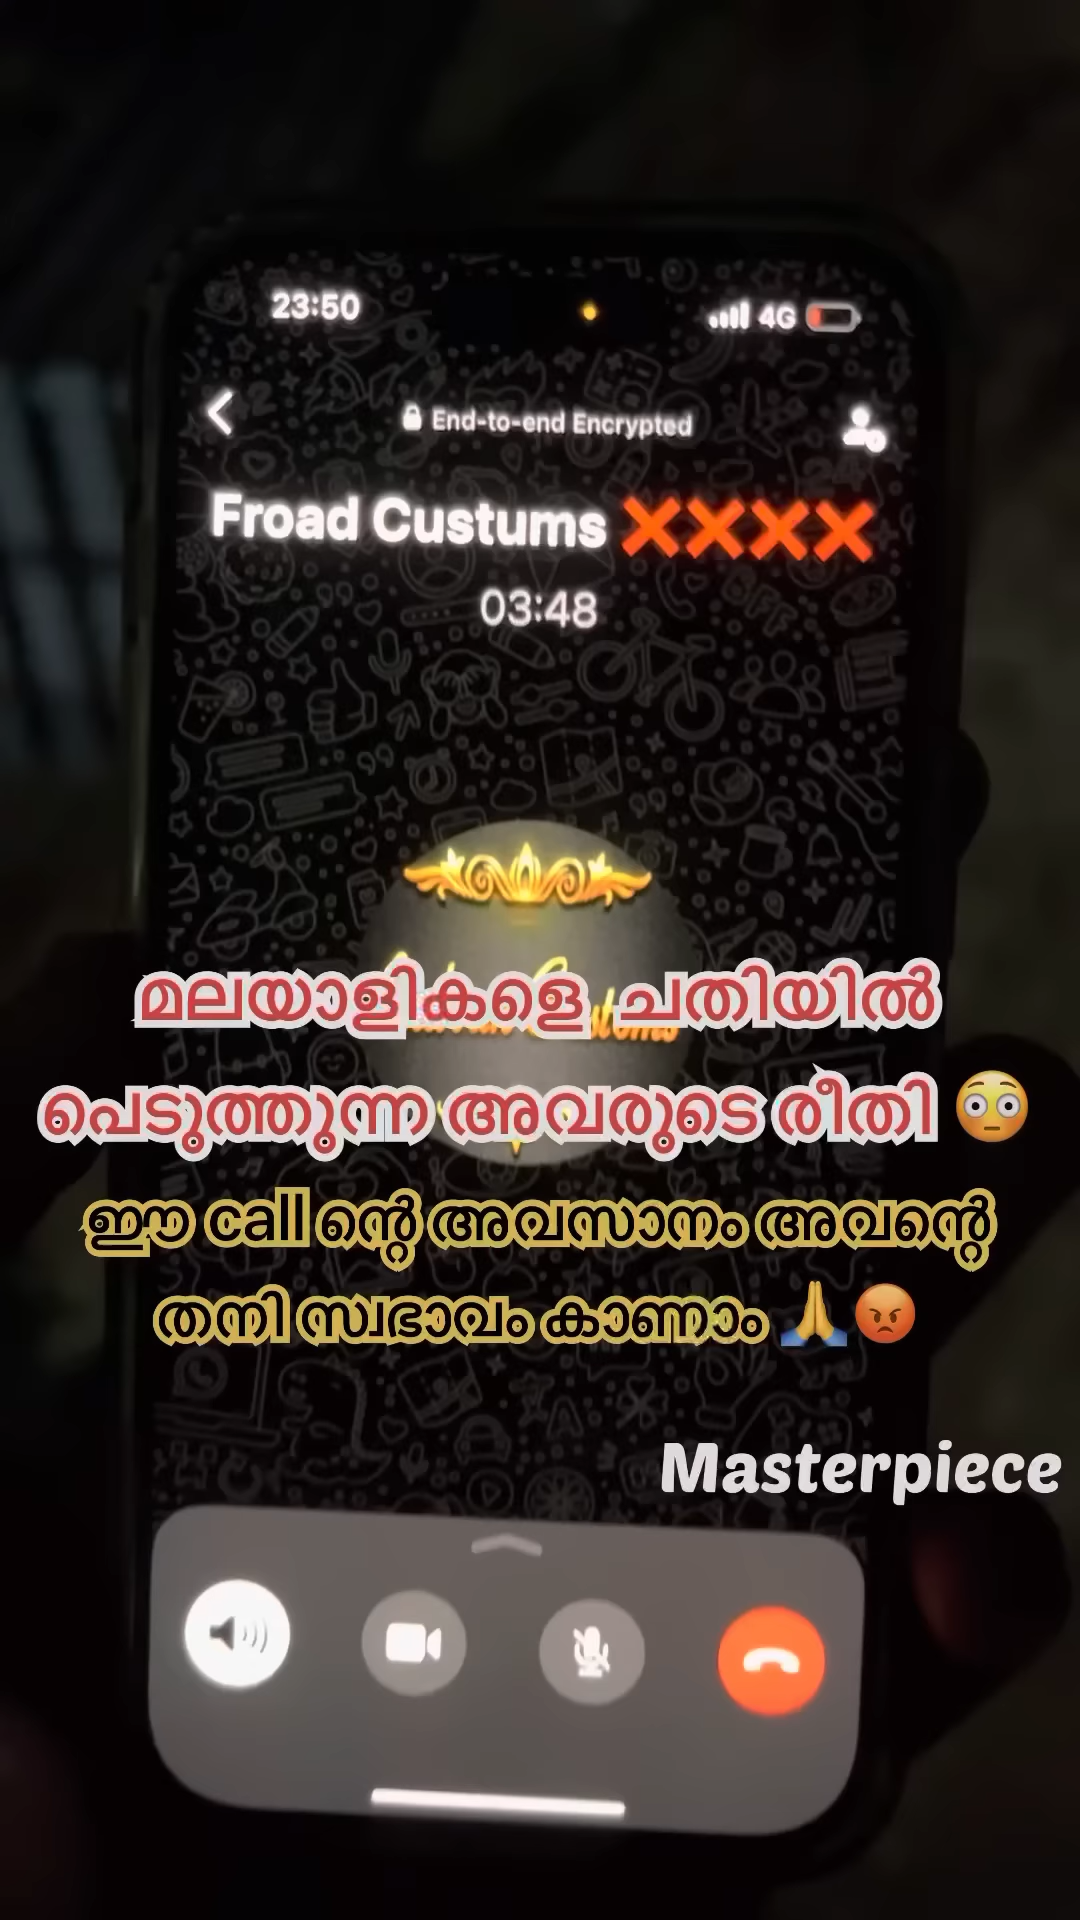 23:50
4G
End-to-end Encrypted
Froad Custums ❌❌❌❌
03:48
മലയാളികളെ ചതിയിൽ
പെടുത്തുന്ന അവരുടെ രീതി 😳
ഈ call ന്റെ അവസാനം അവന്റെ
തനി സ്വഭാവം കാണാം 🙏😡
Masterpiece